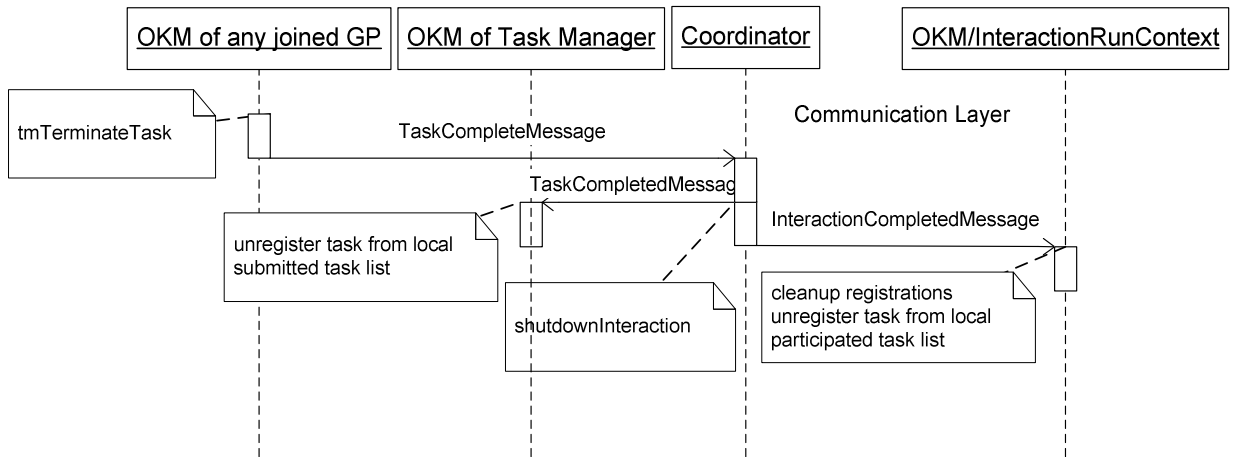 OKM of any joined GP
OKM of Task Manager
Coordinator
OKM/InteractionRunContext
Communication Layer
tmTerminateTask
TaskCompleteMessage
TaskCompletedMessag
InteractionCompletedMessage
unregister task from local
submitted task list
shutdownInteraction
cleanup registrations
unregister task from local
participated task list